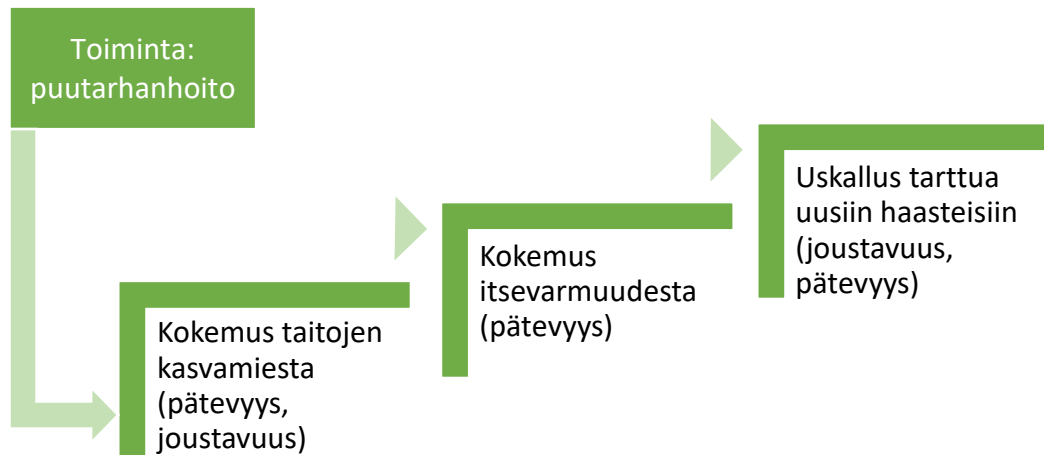 Toiminta:
puutarhanhoito
Kokemus taitojen
kasvamiesta
(pätevyys,
joustavuus)
Kokemus
itsevarmuudesta
(pätevyys)
Uskallus tarttua
uusiin haasteisiin
(joustavuus,
pätevyys)